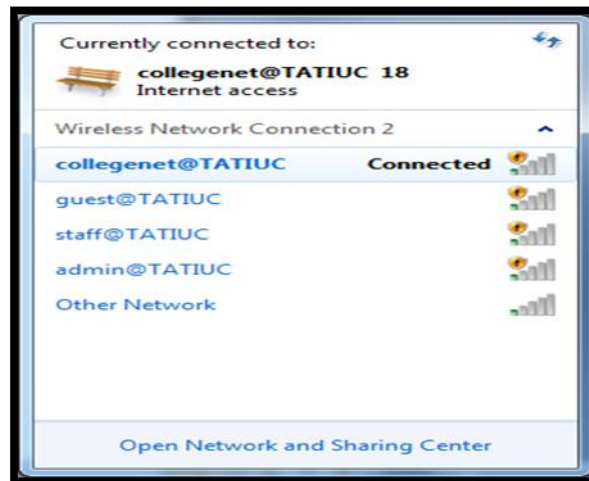 Currently connected to:
collegenet@TATIUC 18
Internet access
Wireless Network Connection 2
collegenet@TATIUC Connected
guest@TATIUC
staff@TATIUC
admin@TATIUC
Other Network
Open Network and Sharing Center